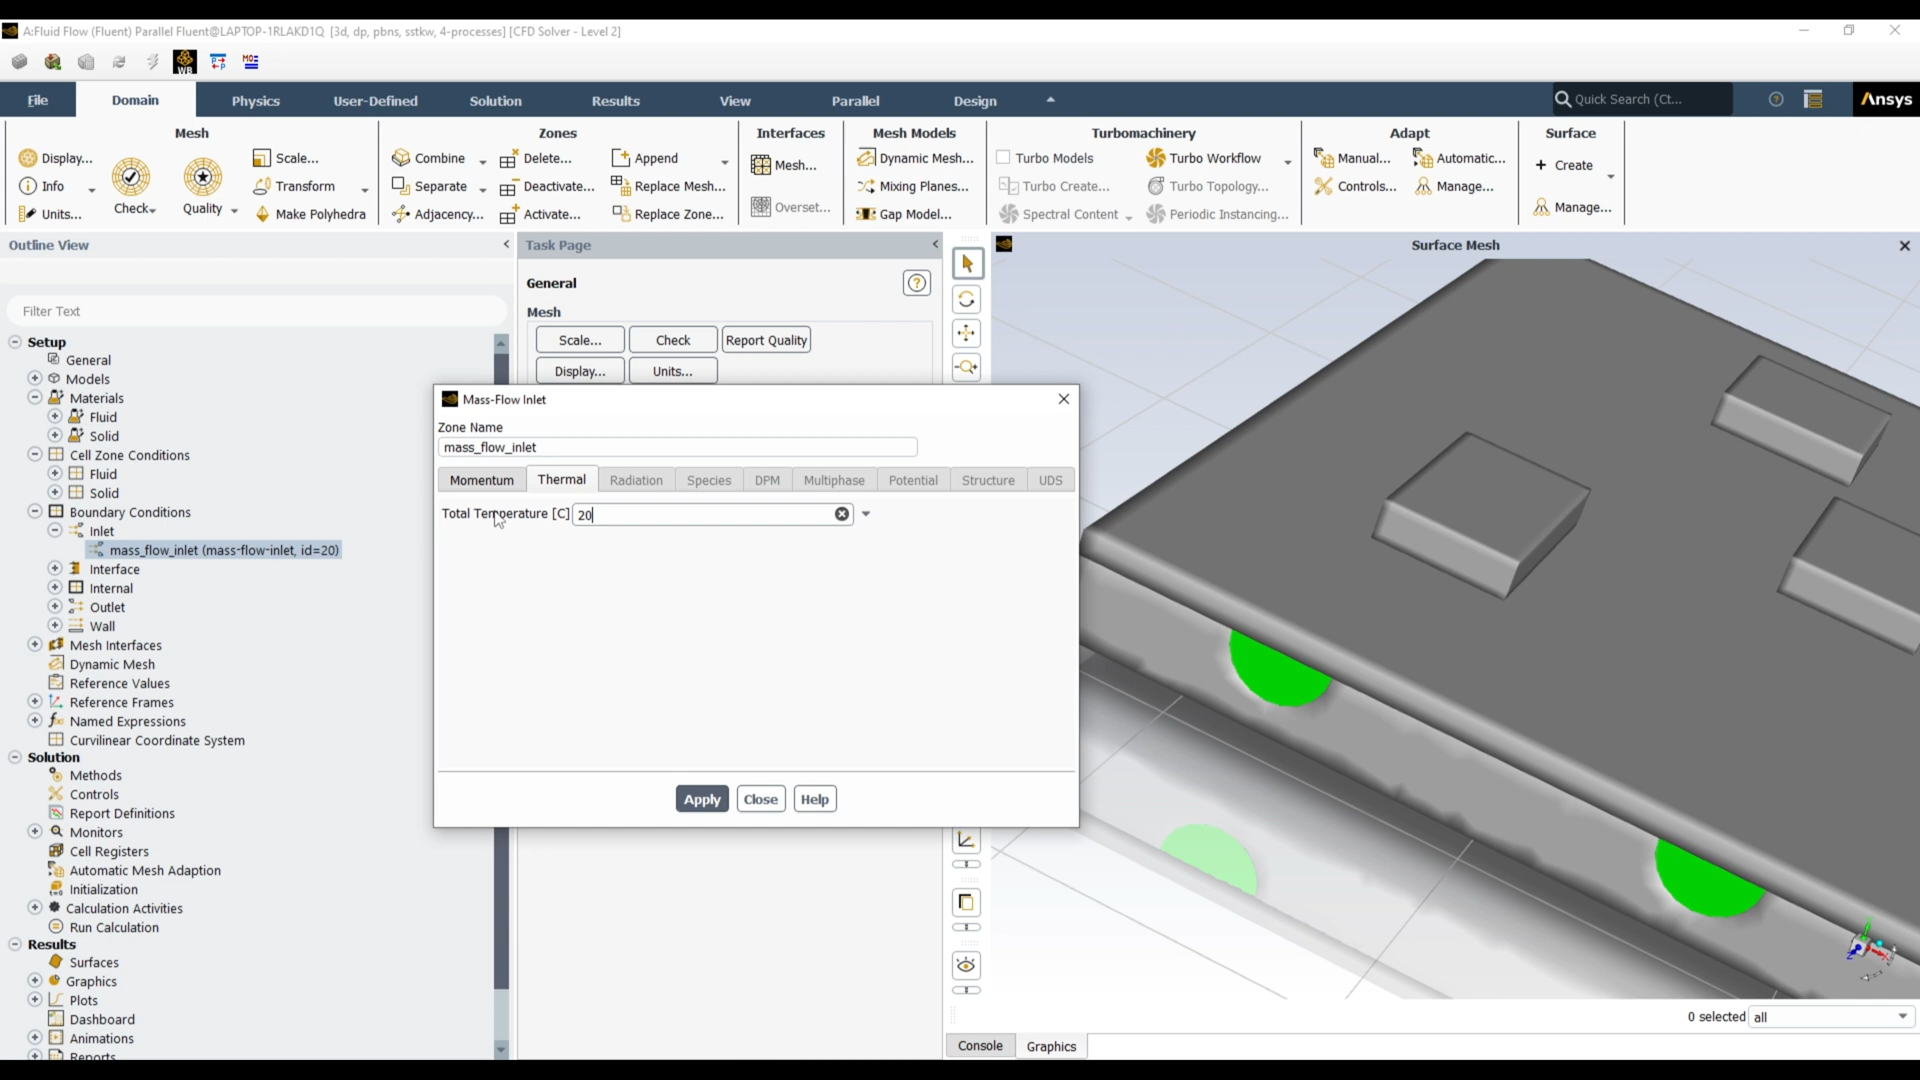 A:Fluid Flow (Fluent) Parallel Fluent@LAPTOP-1RLAKD1Q [3d, dp, pbns, sstkw, 4-processes] [CFD Solver - Level 2]
WB
File Domain Physics User-Defined Solution Results View Parallel Design Quick Search (Ct... Ansys
Mesh Zones Interfaces Mesh Models Turbomachinery Adapt Surface
Display... Scale... Combine Delete... Append Mesh... Dynamic Mesh... Turbo Models Turbo Workflow Manual... Automatic... + Create
Info Transform Separate Deactivate... Replace Mesh... Mixing Planes... Turbo Create... Turbo Topology... Controls... Manage...
Units... Check Quality Make Polyhedra Adjacency... Activate... Replace Zone... Overset... Gap Model... Spectral Content Periodic Instancing... Manage...
Outline View
Filter Text
Setup
General
Models
Materials
Fluid
Solid
Cell Zone Conditions
Fluid
Solid
Boundary Conditions
Inlet
mass_flow_inlet (mass-flow-inlet, id=20)
Interface
Internal
Outlet
Wall
Mesh Interfaces
Dynamic Mesh
Reference Values
Reference Frames
Named Expressions
Curvilinear Coordinate System
Solution
Methods
Controls
Report Definitions
Monitors
Cell Registers
Automatic Mesh Adaption
Initialization
Calculation Activities
Run Calculation
Results
Surfaces
Graphics
Plots
Dashboard
Animations
Reports
Task Page
General
Mesh
Scale... Check Report Quality
Display... Units...
Mass-Flow Inlet
Zone Name
mass_flow_inlet
Momentum Thermal Radiation Species DPM Multiphase Potential Structure UDS
Total Temperature [C] 20
Apply Close Help
Surface Mesh
0 selected all
Console Graphics